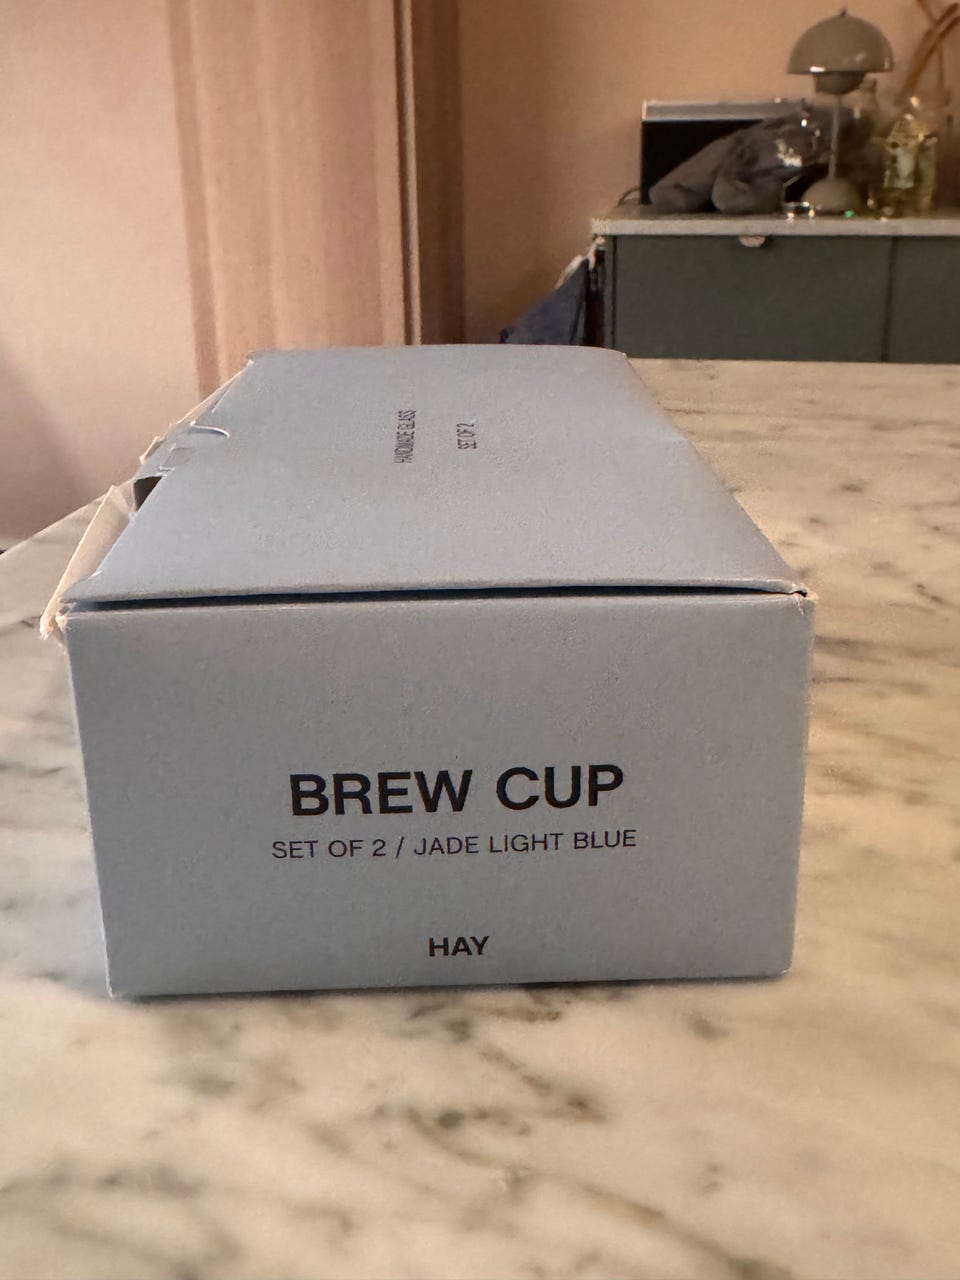 HANDMADE GLASS
SET OF 2
BREW CUP
SET OF 2 / JADE LIGHT BLUE
HAY